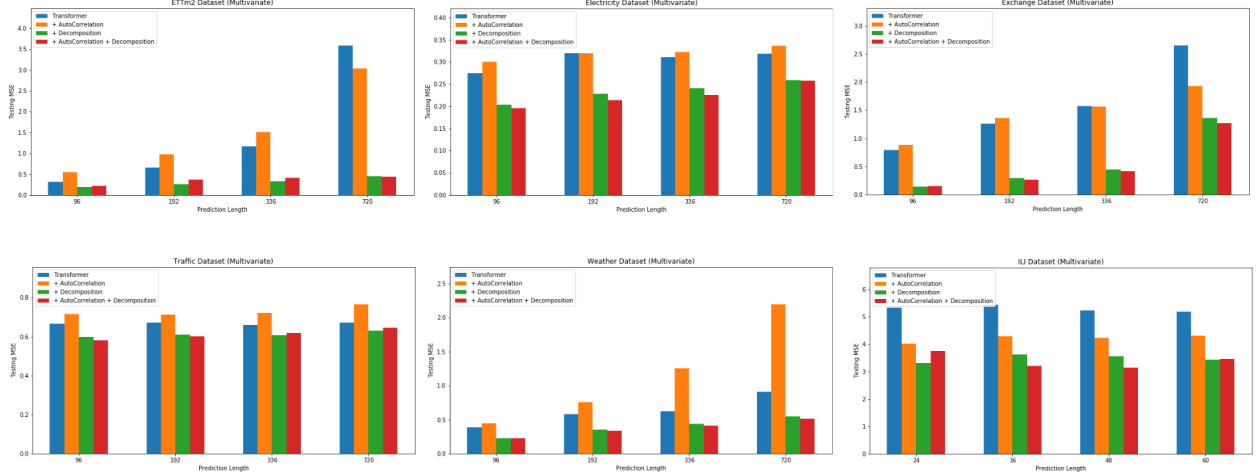 ETTm2 Dataset (Multivariate)
Transformer
+ AutoCorrelation
+ Decomposition
+ AutoCorrelation + Decomposition
Testing MSE
4.0
3.5
3.0
2.5
2.0
1.5
1.0
0.5
0.0
96
192
336
720
Prediction Length
Electricity Dataset (Multivariate)
Transformer
+ AutoCorrelation
+ Decomposition
+ AutoCorrelation + Decomposition
Testing MSE
0.40
0.35
0.30
0.25
0.20
0.15
0.10
0.05
0.00
96
192
336
720
Prediction Length
Exchange Dataset (Multivariate)
Transformer
+ AutoCorrelation
+ Decomposition
+ AutoCorrelation + Decomposition
Testing MSE
3.0
2.5
2.0
1.5
1.0
0.5
0.0
96
192
336
720
Prediction Length
Traffic Dataset (Multivariate)
Transformer
+ AutoCorrelation
+ Decomposition
+ AutoCorrelation + Decomposition
Testing MSE
0.8
0.6
0.4
0.2
0.0
96
192
336
720
Prediction Length
Weather Dataset (Multivariate)
Transformer
+ AutoCorrelation
+ Decomposition
+ AutoCorrelation + Decomposition
Testing MSE
2.5
2.0
1.5
1.0
0.5
0.0
96
192
336
720
Prediction Length
ILI Dataset (Multivariate)
Transformer
+ AutoCorrelation
+ Decomposition
+ AutoCorrelation + Decomposition
Testing MSE
6
5
4
3
2
1
0
24
36
48
60
Prediction Length